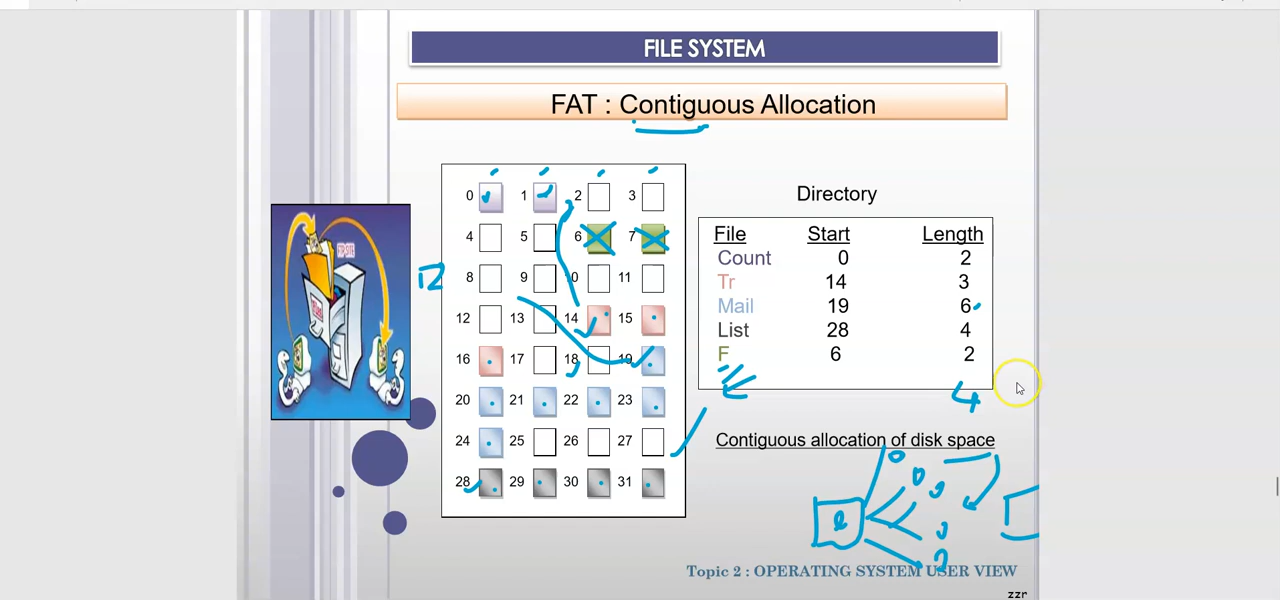 FILE SYSTEM
FAT : Contiguous Allocation
0 1 2 3
4 5 6 7
12
8 9 10 11
12 13 14 15
16 17 18 19
20 21 22 23
24 25 26 27
28 29 30 31
Directory
File Start Length
Count 0 2
Tr 14 3
Mail 19 6
List 28 4
F 6 2
4
Contiguous allocation of disk space
Topic 2 : OPERATING SYSTEM USER VIEW
zzr